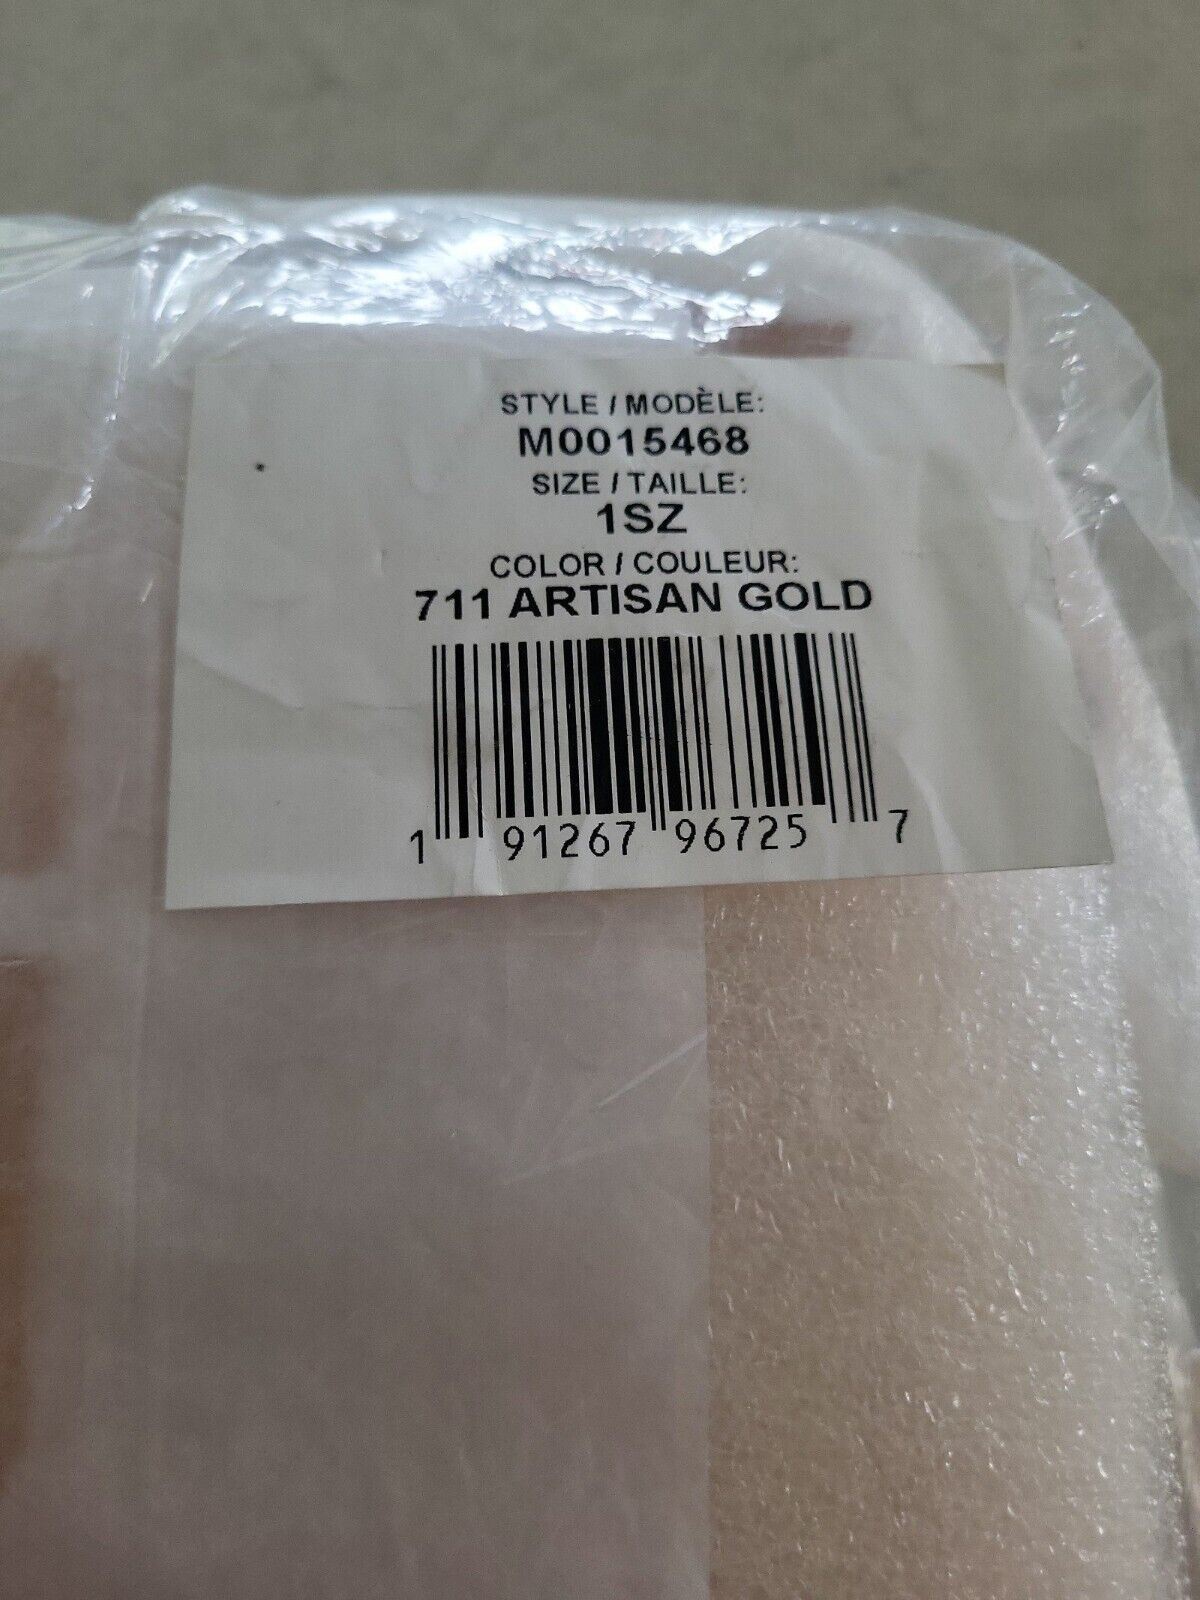 STYLE / MODÈLE:
M0015468
SIZE / TAILLE:
1SZ
COLOR / COULEUR:
711 ARTISAN GOLD
1 91267 96725 7